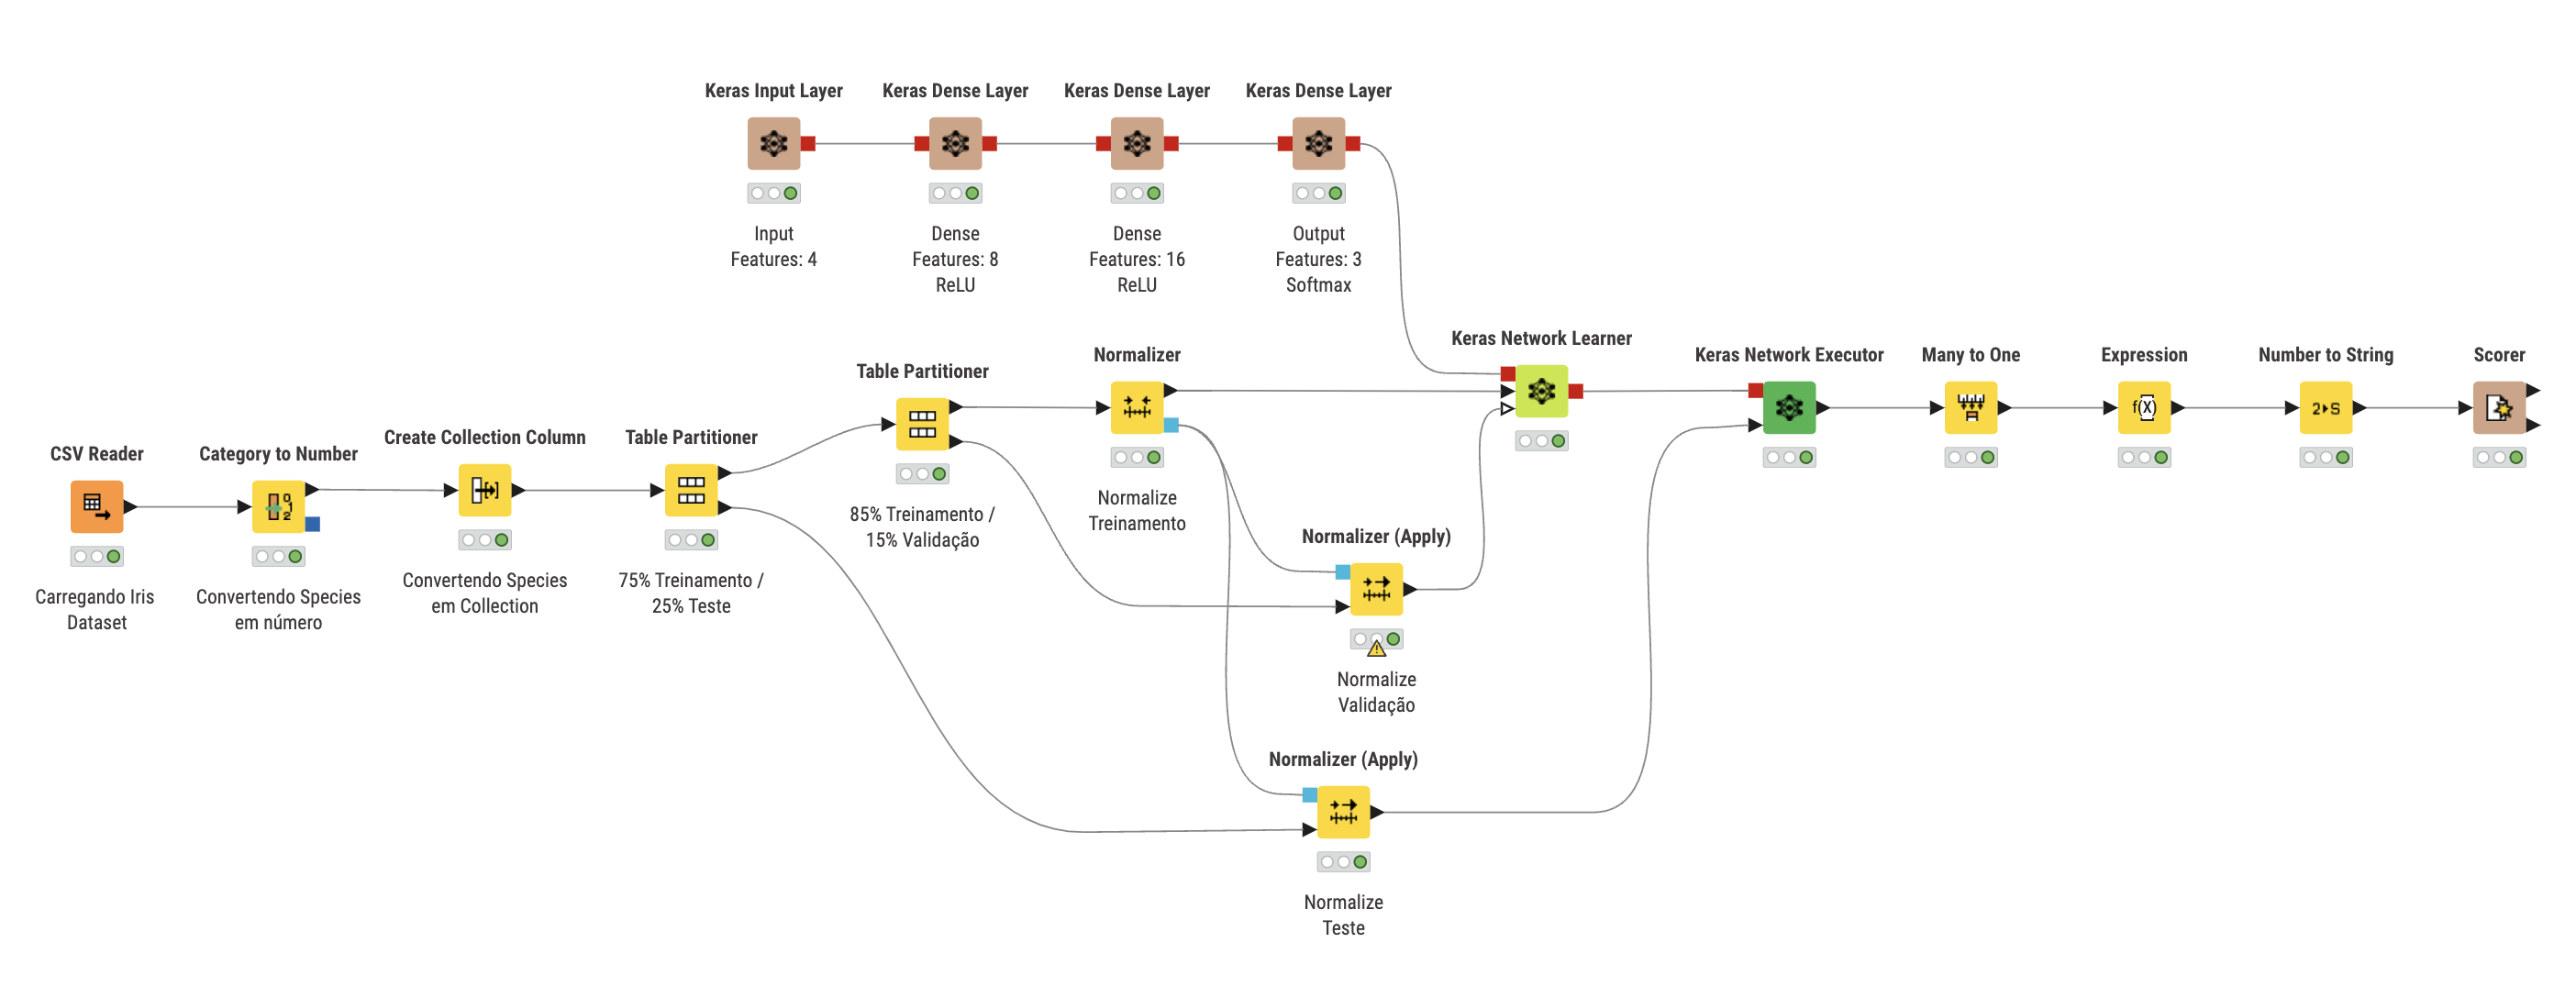 Keras Input Layer
Input
Features: 4
Keras Dense Layer
Dense
Features: 8
ReLU
Keras Dense Layer
Dense
Features: 16
ReLU
Keras Dense Layer
Output
Features: 3
Softmax
CSV Reader
Carregando Iris
Dataset
Category to Number
0
1
2
Convertendo Species
em número
Create Collection Column
Convertendo Species
em Collection
Table Partitioner
75% Treinamento /
25% Teste
Table Partitioner
85% Treinamento /
15% Validação
Normalizer
Normalize
Treinamento
Normalizer (Apply)
Normalize
Validação
Normalizer (Apply)
Normalize
Teste
Keras Network Learner
Keras Network Executor
Many to One
Expression
f(X)
Number to String
2▸S
Scorer